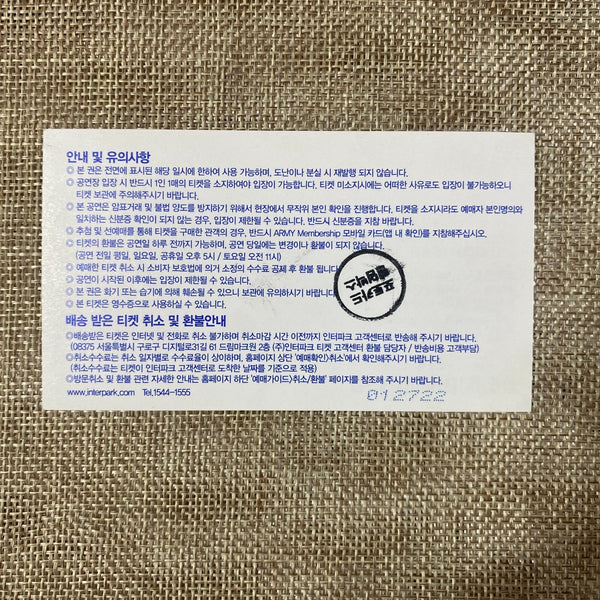 안내 및 유의사항
◎ 본 권은 전면에 표시된 해당 일시에 한하여 사용 가능하며, 도난이나 분실 시 재발행 되지 않습니다.
◎ 공연장 입장 시 반드시 1인 1매의 티켓을 소지하여야 입장이 가능합니다. 티켓 미소지시에는 어떠한 사유로도 입장이 불가능하오니
티켓 보관에 주의해주시기 바랍니다.
◎ 본 공연은 암표거래 및 불법 양도를 방지하기 위해서 현장에서 무작위 본인 확인을 진행합니다. 티켓을 소지시라도 예매자 본인명의와
일치하는 신분증 확인이 되지 않는 경우, 입장이 제한될 수 있습니다. 반드시 신분증을 지참 바랍니다.
◎ 추첨 및 선예매를 통해 티켓을 구매한 관객의 경우, 반드시 ARMY Membership 모바일 카드(앱 내 확인)를 지참해주십시오.
◎ 티켓의 환불은 공연일 하루 전까지 가능하며, 공연 당일에는 변경이나 환불이 되지 않습니다.
(공연 전일 평일, 일요일, 공휴일 오후 5시 / 토요일 오전 11시)
◎ 예매한 티켓 취소 시 소비자 보호법에 의거 소정의 수수료 공제 후 환불 됩니다
◎ 공연이 시작된 이후에는 입장이 제한될 수 있습니다.
◎ 본 권은 화기 또는 습기에 의해 훼손될 수 있으니 보관에 유의하시기 바랍니다.
◎ 본 티켓은 영수증으로 사용하실 수 있습니다.
포토카드
랜덤박스
배송 받은 티켓 취소 및 환불안내
◎배송받은 티켓은 인터넷 및 전화로 취소 불가하며 취소마감 시간 이전까지 인터파크 고객센터로 반송해 주시기 바랍니다.
(08375 서울특별시 구로구 디지털로31길 61 드림마크원 2층 (주)인터파크 티켓 고객센터 환불 담당자 / 반송비용 고객부담)
◎취소수수료는 취소 일자별로 수수료율이 상이하며, 홈페이지 상단 '예매확인/취소'에서 확인해주시기 바랍니다.
(취소수수료는 티켓이 인터파크 고객센터로 도착한 날짜를 기준으로 적용)
◎방문취소 및 환불 관련 자세한 안내는 홈페이지 하단 '예매가이드〉취소/환불' 페이지를 참조해 주시기 바랍니다.
www.interpark.com Tel.1544-1555
012722